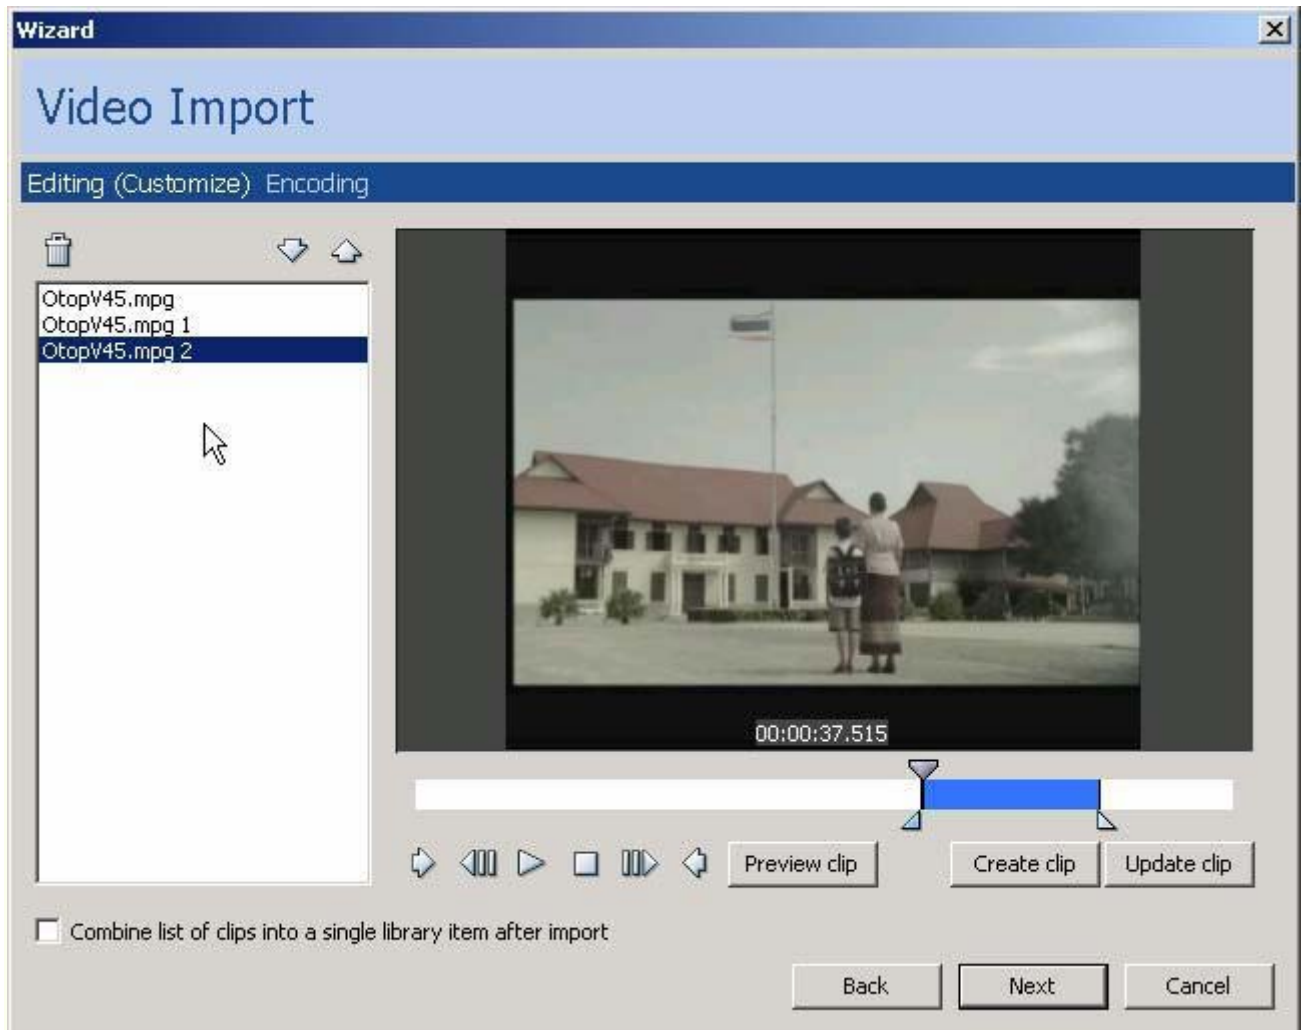 Wizard
Video Import
Editing (Customize) Encoding
OtopV45.mpg
OtopV45.mpg 1
OtopV45.mpg 2
00:00:37.515
Preview clip
Create clip
Update clip
Combine list of clips into a single library item after import
Back
Next
Cancel